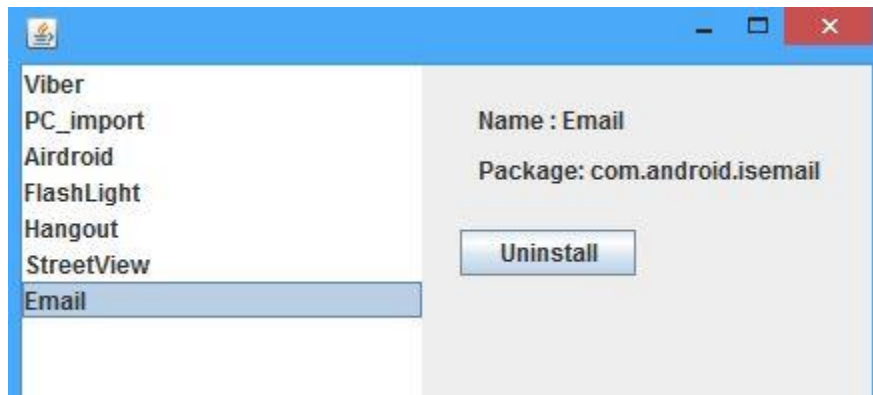 Viber
PC_import
Airdroid
FlashLight
Hangout
StreetView
Email
Name : Email
Package: com.android.isemail
Uninstall